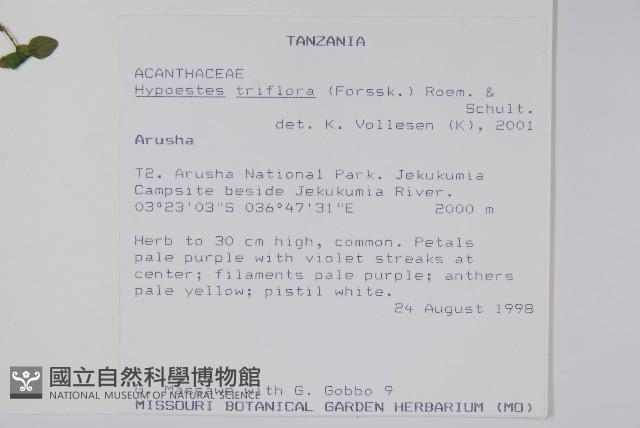 TANZANIA
ACANTHACEAE
Hypoestes triflora (Forssk.) Roem. &
Schult.
det. K. Vollesen (K), 2001
Arusha
T2. Arusha National Park. Jekukumia
Campsite beside Jekukumia River.
03°23'03"S 036°47'31"E 2000 m
Herb to 30 cm high, common. Petals
pale purple with violet streaks at
center; filaments pale purple; anthers
pale yellow; pistil white.
24 August 1998
國立自然科學博物館
Massawe with G. Gobbo 9
NATIONAL MUSEUM OF NATURAL SCIENCE
MISSOURI BOTANICAL GARDEN HERBARIUM (MO)